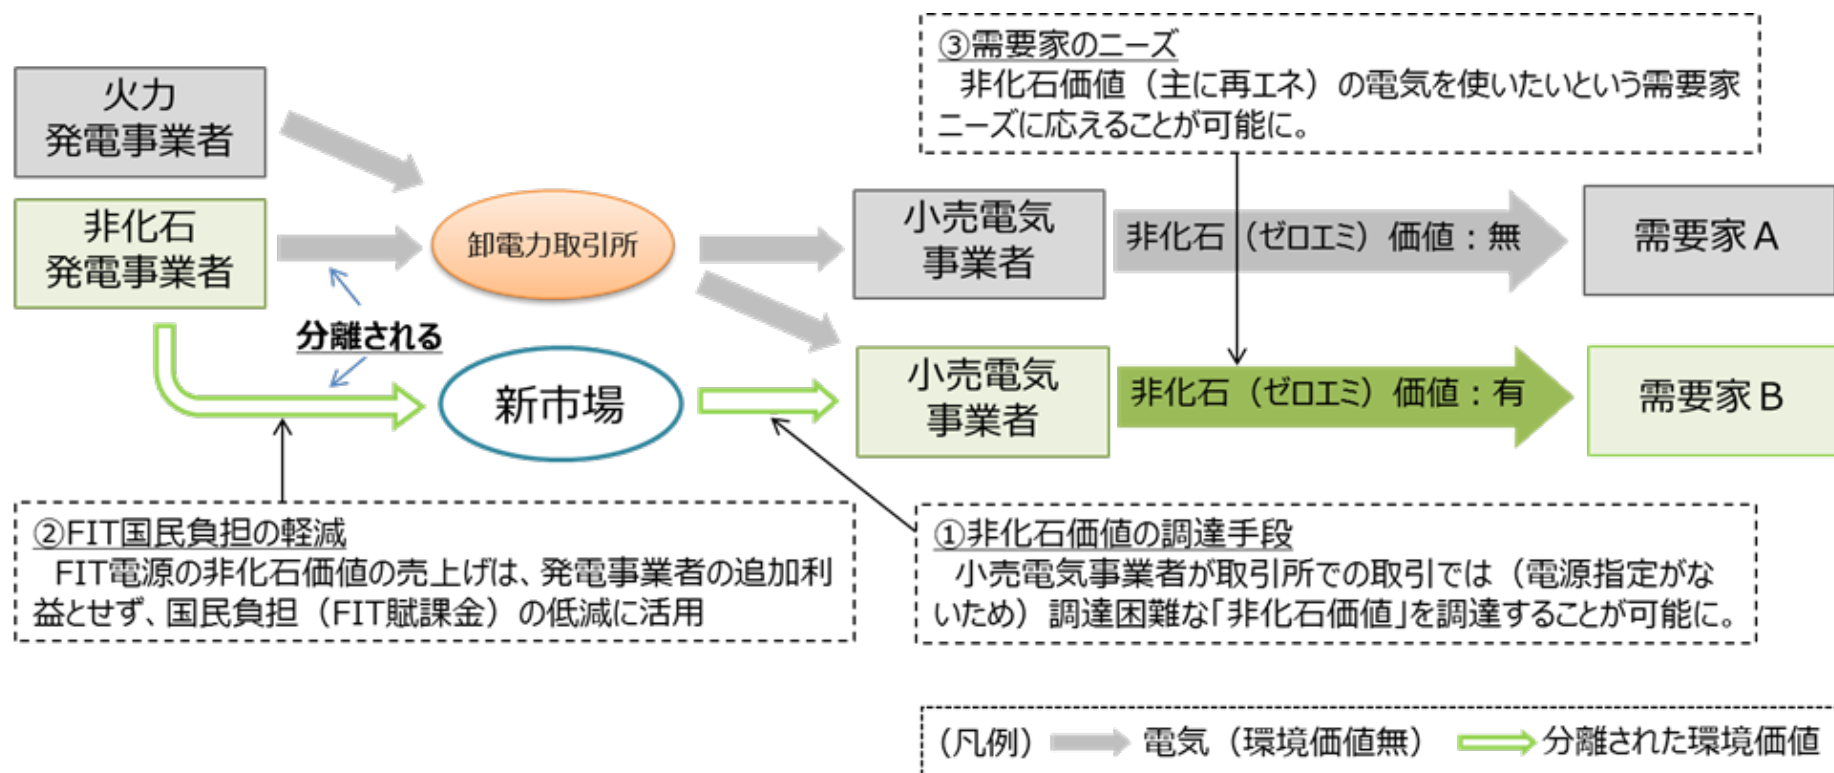 ③需要家のニーズ
非化石価値（主に再エネ）の電気を使いたいという需要家
ニーズに応えることが可能に。
火力
発電事業者
非化石
発電事業者
卸電力取引所
小売電気
事業者
非化石（ゼロエミ）価値：無
需要家A
分離される
新市場
小売電気
事業者
非化石（ゼロエミ）価値：有
需要家B
②FIT国民負担の軽減
FIT電源の非化石価値の売上げは、発電事業者の追加利
益とせず、国民負担（FIT賦課金）の低減に活用
①非化石価値の調達手段
小売電気事業者が取引所での取引では（電源指定がな
いため）調達困難な「非化石価値」を調達することが可能に。
（凡例）
電気（環境価値無）
分離された環境価値